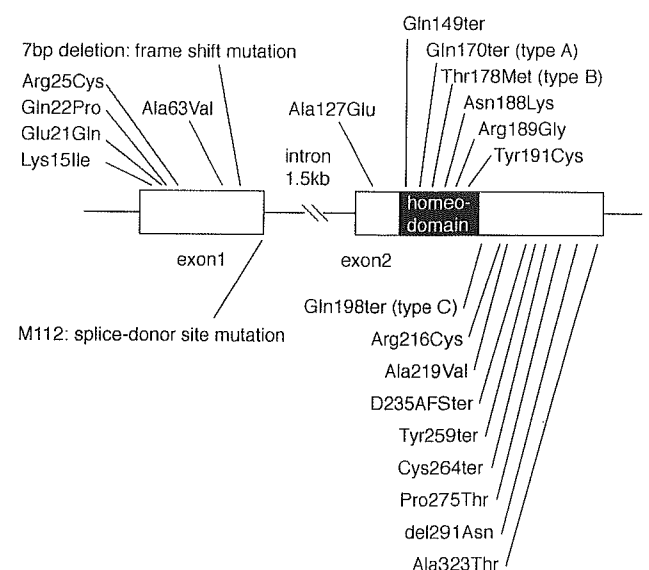 Gln149ter
7bp deletion: frame shift mutation
Gln170ter (type A)
Thr178Met (type B)
Arg25Cys
Gln22Pro
Glu21Gln
Lys15Ile
Ala63Val
Ala127Glu
Asn188Lys
Arg189Gly
Tyr191Cys
intron
1.5kb
homeo-
domain
exon1
exon2
M112: splice-donor site mutation
Gln198ter (type C)
Arg216Cys
Ala219Val
D235AFSter
Tyr259ter
Cys264ter
Pro275Thr
del291Asn
Ala323Thr